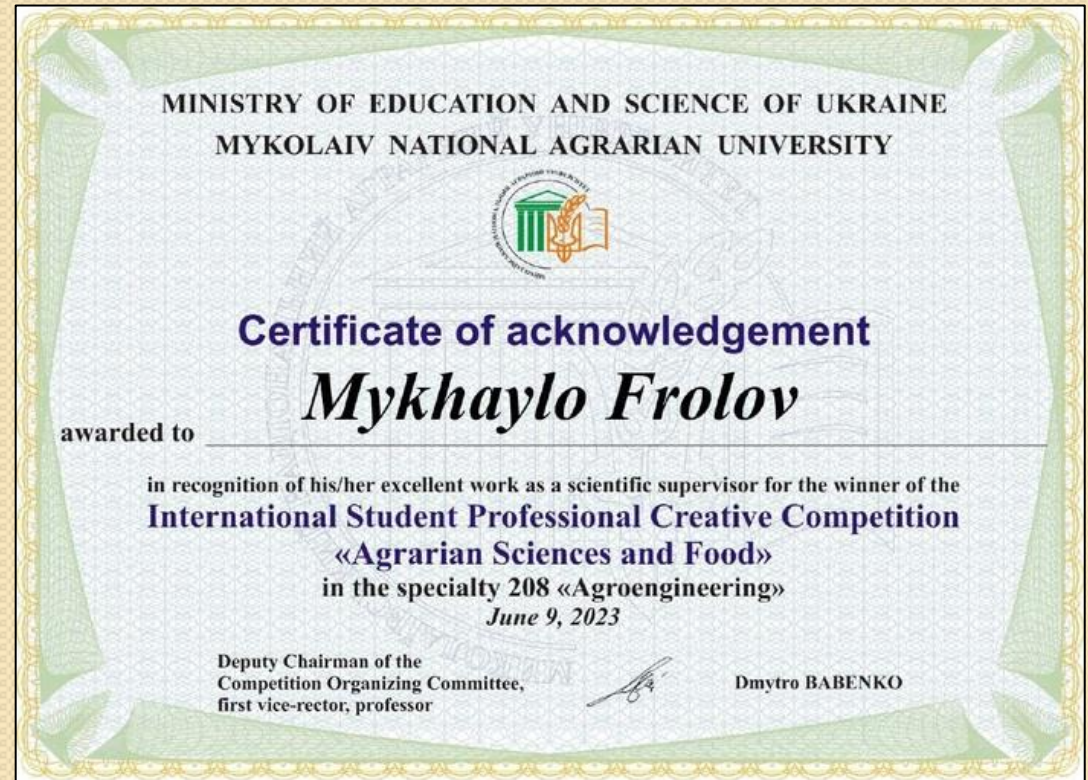 MINISTRY OF EDUCATION AND SCIENCE OF UKRAINE
MYKOLAIV NATIONAL AGRARIAN UNIVERSITY
Certificate of acknowledgement
Mykhaylo Frolov
awarded to
in recognition of his/her excellent work as a scientific supervisor for the winner of the
International Student Professional Creative Competition
«Agrarian Sciences and Food»
in the specialty 208 «Agroengineering»
June 9, 2023
Deputy Chairman of the
Competition Organizing Committee,
first vice-rector, professor
Dmytro BABENKO